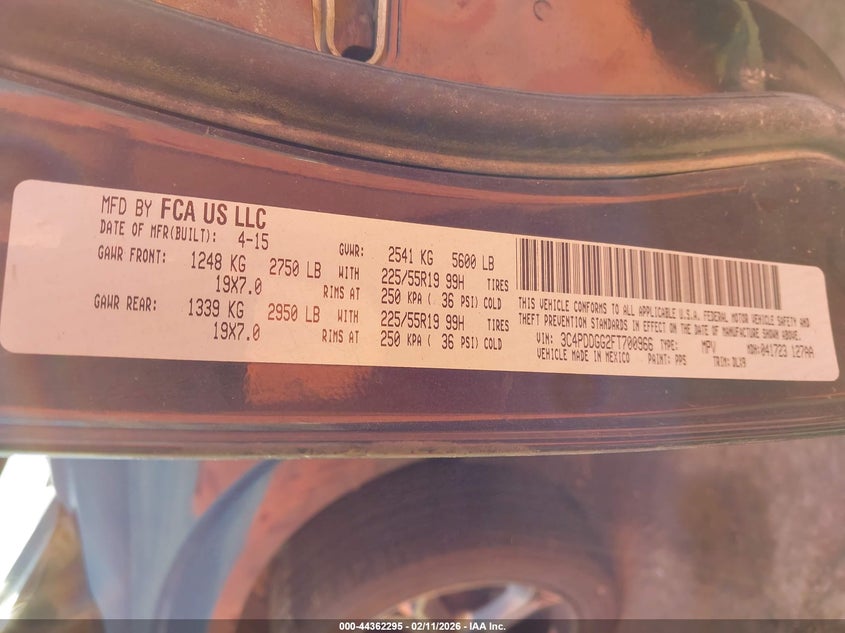 MFD BY FCA US LLC
DATE OF MFR(BUILT): 4-15 GVWR: 2541 KG 5600 LB
GAWR FRONT: 1248 KG 2750 LB WITH 225/55R19 99H TIRES
19X7.0 RIMS AT 250 KPA ( 36 PSI) COLD
GAWR REAR: 1339 KG 2950 LB WITH 225/55R19 99H TIRES
19X7.0 RIMS AT 250 KPA ( 36 PSI) COLD
THIS VEHICLE CONFORMS TO ALL APPLICABLE U.S.A. FEDERAL MOTOR VEHICLE SAFETY AND
THEFT PREVENTION STANDARDS IN EFFECT ON THE DATE OF MANUFACTURE SHOWN ABOVE.
VIN: 3C4PDDGG2FT700966 TYPE: MPV MDH:041723 127AA
VEHICLE MADE IN MEXICO PAINT: PPS TRIM: DLX9
000-44362295 - 02/11/2026 - IAA Inc.